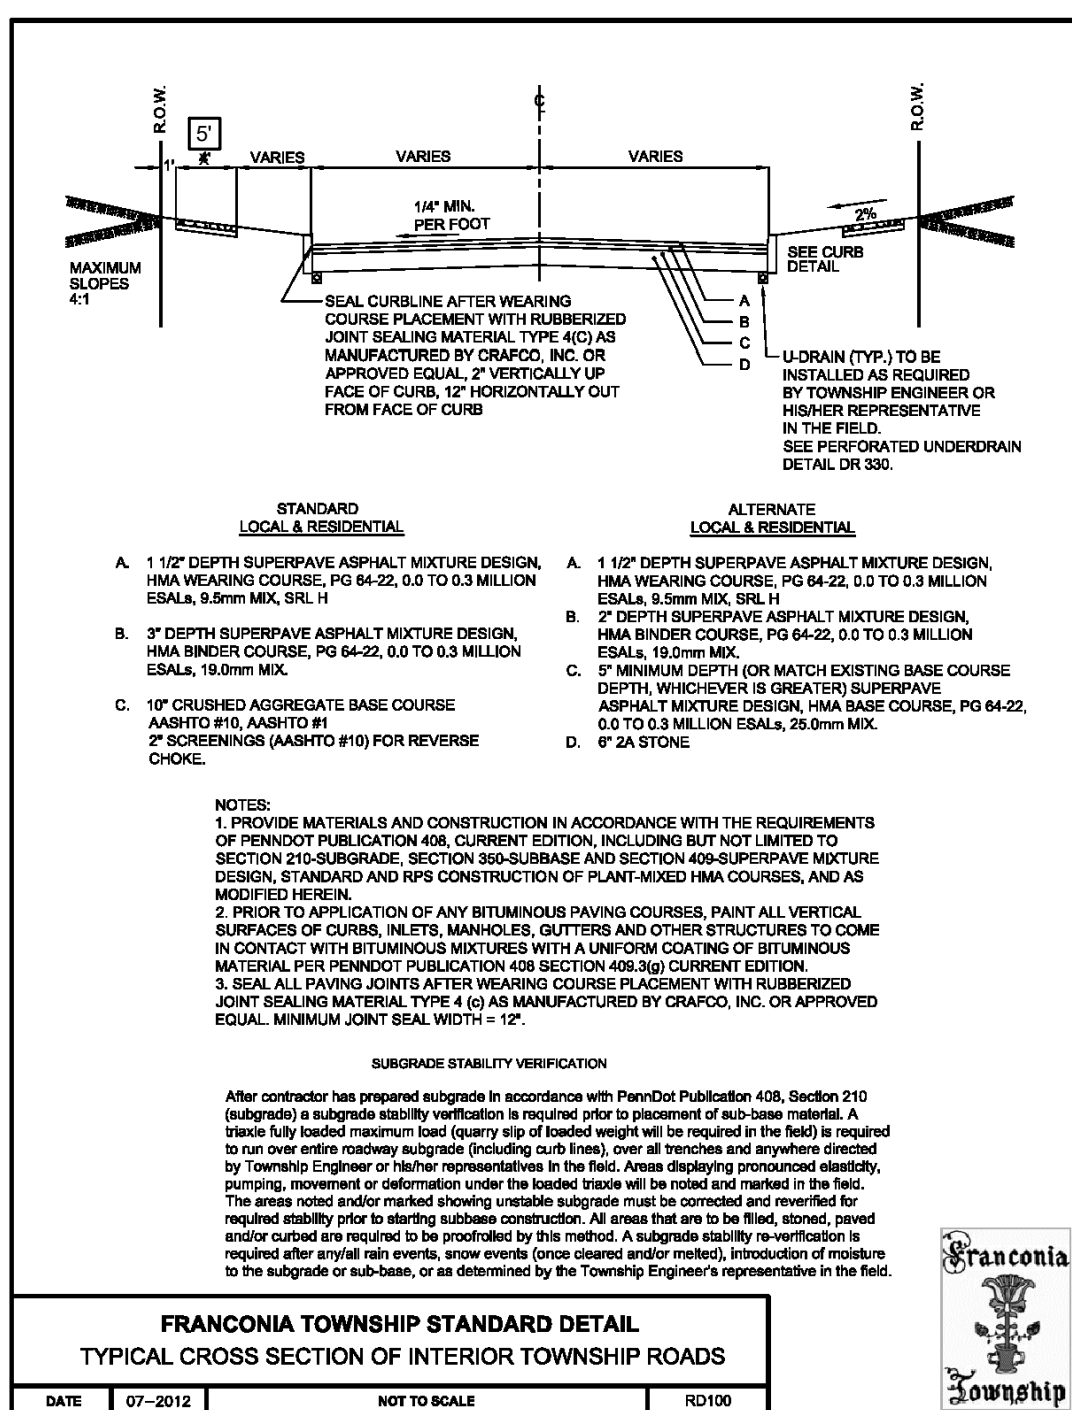 R.O.W.
R.O.W.
℄
5'
1'
4'
VARIES
VARIES
VARIES
1/4" MIN.
PER FOOT
2%
MAXIMUM
SLOPES
4:1
SEE CURB
DETAIL
SEAL CURBLINE AFTER WEARING
COURSE PLACEMENT WITH RUBBERIZED
JOINT SEALING MATERIAL TYPE 4(C) AS
MANUFACTURED BY CRAFCO, INC. OR
APPROVED EQUAL, 2" VERTICALLY UP
FACE OF CURB, 12" HORIZONTALLY OUT
FROM FACE OF CURB
A
B
C
D
U-DRAIN (TYP.) TO BE
INSTALLED AS REQUIRED
BY TOWNSHIP ENGINEER OR
HIS/HER REPRESENTATIVE
IN THE FIELD.
SEE PERFORATED UNDERDRAIN
DETAIL DR 330.
STANDARD
LOCAL & RESIDENTIAL
A. 1 1/2" DEPTH SUPERPAVE ASPHALT MIXTURE DESIGN,
HMA WEARING COURSE, PG 64-22, 0.0 TO 0.3 MILLION
ESALs, 9.5mm MIX, SRL H
B. 3" DEPTH SUPERPAVE ASPHALT MIXTURE DESIGN,
HMA BINDER COURSE, PG 64-22, 0.0 TO 0.3 MILLION
ESALs, 19.0mm MIX.
C. 10" CRUSHED AGGREGATE BASE COURSE
AASHTO #10, AASHTO #1
2" SCREENINGS (AASHTO #10) FOR REVERSE
CHOKE.
ALTERNATE
LOCAL & RESIDENTIAL
A. 1 1/2" DEPTH SUPERPAVE ASPHALT MIXTURE DESIGN,
HMA WEARING COURSE, PG 64-22, 0.0 TO 0.3 MILLION
ESALs, 9.5mm MIX, SRL H
B. 2" DEPTH SUPERPAVE ASPHALT MIXTURE DESIGN,
HMA BINDER COURSE, PG 64-22, 0.0 TO 0.3 MILLION
ESALs, 19.0mm MIX.
C. 5" MINIMUM DEPTH (OR MATCH EXISTING BASE COURSE
DEPTH, WHICHEVER IS GREATER) SUPERPAVE
ASPHALT MIXTURE DESIGN, HMA BASE COURSE, PG 64-22,
0.0 TO 0.3 MILLION ESALs, 25.0mm MIX.
D. 6" 2A STONE
NOTES:
1. PROVIDE MATERIALS AND CONSTRUCTION IN ACCORDANCE WITH THE REQUIREMENTS
OF PENNDOT PUBLICATION 408, CURRENT EDITION, INCLUDING BUT NOT LIMITED TO
SECTION 210-SUBGRADE, SECTION 350-SUBBASE AND SECTION 409-SUPERPAVE MIXTURE
DESIGN, STANDARD AND RPS CONSTRUCTION OF PLANT-MIXED HMA COURSES, AND AS
MODIFIED HEREIN.
2. PRIOR TO APPLICATION OF ANY BITUMINOUS PAVING COURSES, PAINT ALL VERTICAL
SURFACES OF CURBS, INLETS, MANHOLES, GUTTERS AND OTHER STRUCTURES TO COME
IN CONTACT WITH BITUMINOUS MIXTURES WITH A UNIFORM COATING OF BITUMINOUS
MATERIAL PER PENNDOT PUBLICATION 408 SECTION 409.3(g) CURRENT EDITION.
3. SEAL ALL PAVING JOINTS AFTER WEARING COURSE PLACEMENT WITH RUBBERIZED
JOINT SEALING MATERIAL TYPE 4 (c) AS MANUFACTURED BY CRAFCO, INC. OR APPROVED
EQUAL. MINIMUM JOINT SEAL WIDTH = 12".
SUBGRADE STABILITY VERIFICATION
After contractor has prepared subgrade in accordance with PennDot Publication 408, Section 210
(subgrade) a subgrade stability verification is required prior to placement of sub-base material. A
triaxle fully loaded maximum load (quarry slip of loaded weight will be required in the field) is required
to run over entire roadway subgrade (including curb lines), over all trenches and anywhere directed
by Township Engineer or his/her representatives in the field. Areas displaying pronounced elasticity,
pumping, movement or deformation under the loaded triaxle will be noted and marked in the field.
The areas noted and/or marked showing unstable subgrade must be corrected and reverified for
required stability prior to starting subbase construction. All areas that are to be filled, stoned, paved
and/or curbed are required to be proofrolled by this method. A subgrade stability re-verification is
required after any/all rain events, snow events (once cleared and/or melted), introduction of moisture
to the subgrade or sub-base, or as determined by the Township Engineer's representative in the field.
Franconia
Township
FRANCONIA TOWNSHIP STANDARD DETAIL
TYPICAL CROSS SECTION OF INTERIOR TOWNSHIP ROADS
DATE 07-2012 NOT TO SCALE RD100